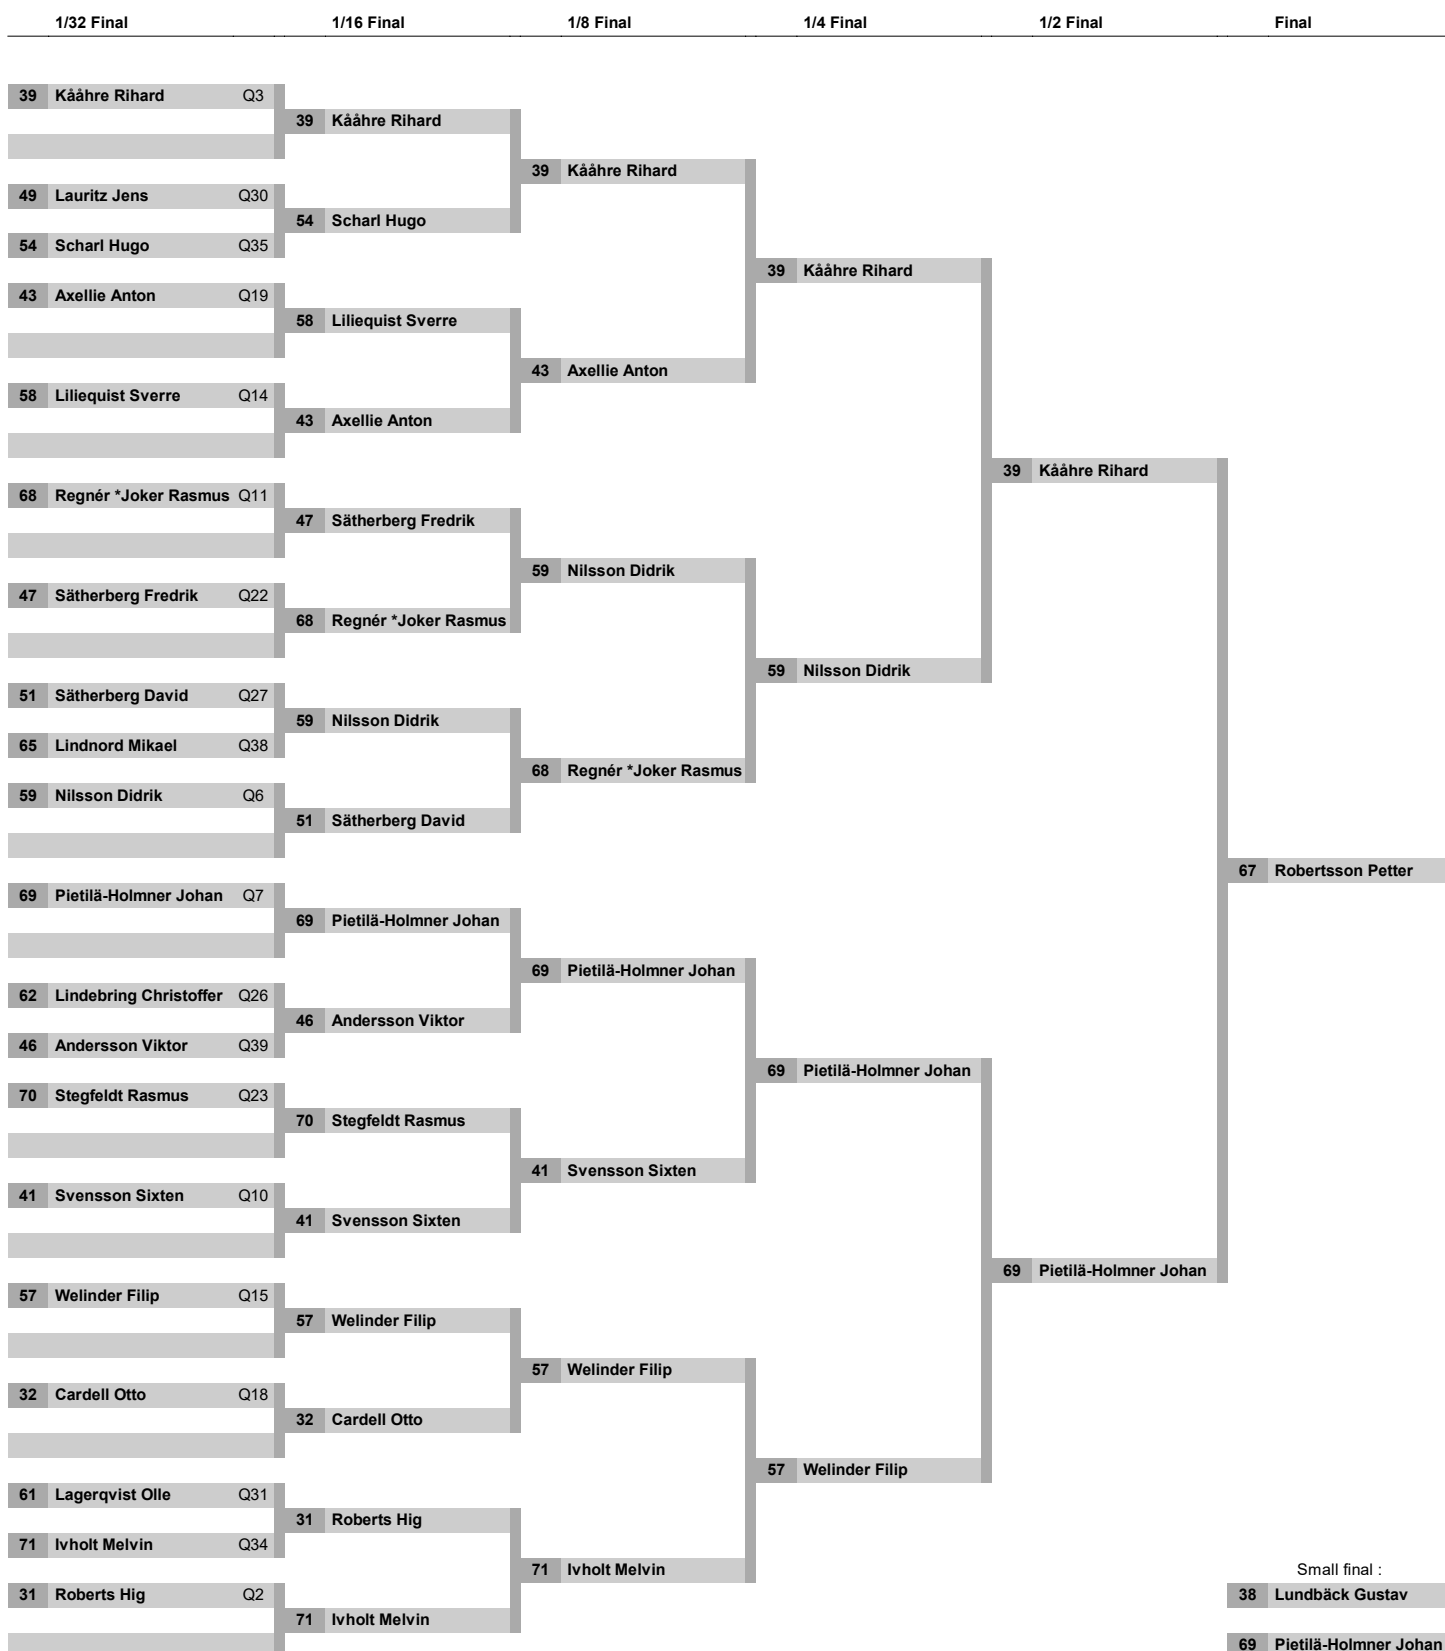 1/32 Final 1/16 Final 1/8 Final 1/4 Final 1/2 Final Final
39 Kååhre Rihard Q3
39 Kååhre Rihard
39 Kååhre Rihard
49 Lauritz Jens Q30
54 Scharl Hugo
54 Scharl Hugo Q35
39 Kååhre Rihard
43 Axellie Anton Q19
58 Liliequist Sverre
43 Axellie Anton
58 Liliequist Sverre Q14
43 Axellie Anton
39 Kååhre Rihard
68 Regnér *Joker Rasmus Q11
47 Sätherberg Fredrik
59 Nilsson Didrik
47 Sätherberg Fredrik Q22
68 Regnér *Joker Rasmus
59 Nilsson Didrik
51 Sätherberg David Q27
59 Nilsson Didrik
65 Lindnord Mikael Q38
68 Regnér *Joker Rasmus
59 Nilsson Didrik Q6
51 Sätherberg David
67 Robertsson Petter
69 Pietilä-Holmner Johan Q7
69 Pietilä-Holmner Johan
69 Pietilä-Holmner Johan
62 Lindebring Christoffer Q26
46 Andersson Viktor
46 Andersson Viktor Q39
69 Pietilä-Holmner Johan
70 Stegfeldt Rasmus Q23
70 Stegfeldt Rasmus
41 Svensson Sixten
41 Svensson Sixten Q10
41 Svensson Sixten
69 Pietilä-Holmner Johan
57 Welinder Filip Q15
57 Welinder Filip
57 Welinder Filip
32 Cardell Otto Q18
32 Cardell Otto
57 Welinder Filip
61 Lagerqvist Olle Q31
31 Roberts Hig
71 Ivholt Melvin Q34
71 Ivholt Melvin
Small final :
31 Roberts Hig Q2
38 Lundbäck Gustav
71 Ivholt Melvin
69 Pietilä-Holmner Johan